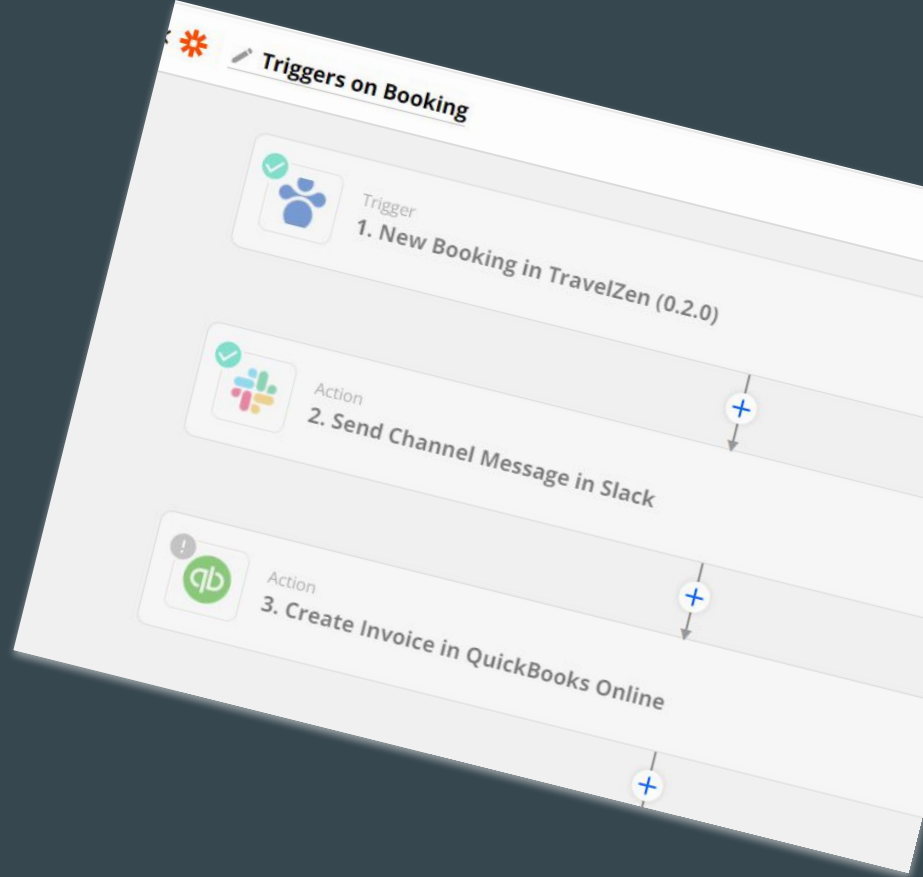 Triggers on Booking
Trigger
1. New Booking in TravelZen (0.2.0)
Action
2. Send Channel Message in Slack
!
qb
Action
3. Create Invoice in QuickBooks Online